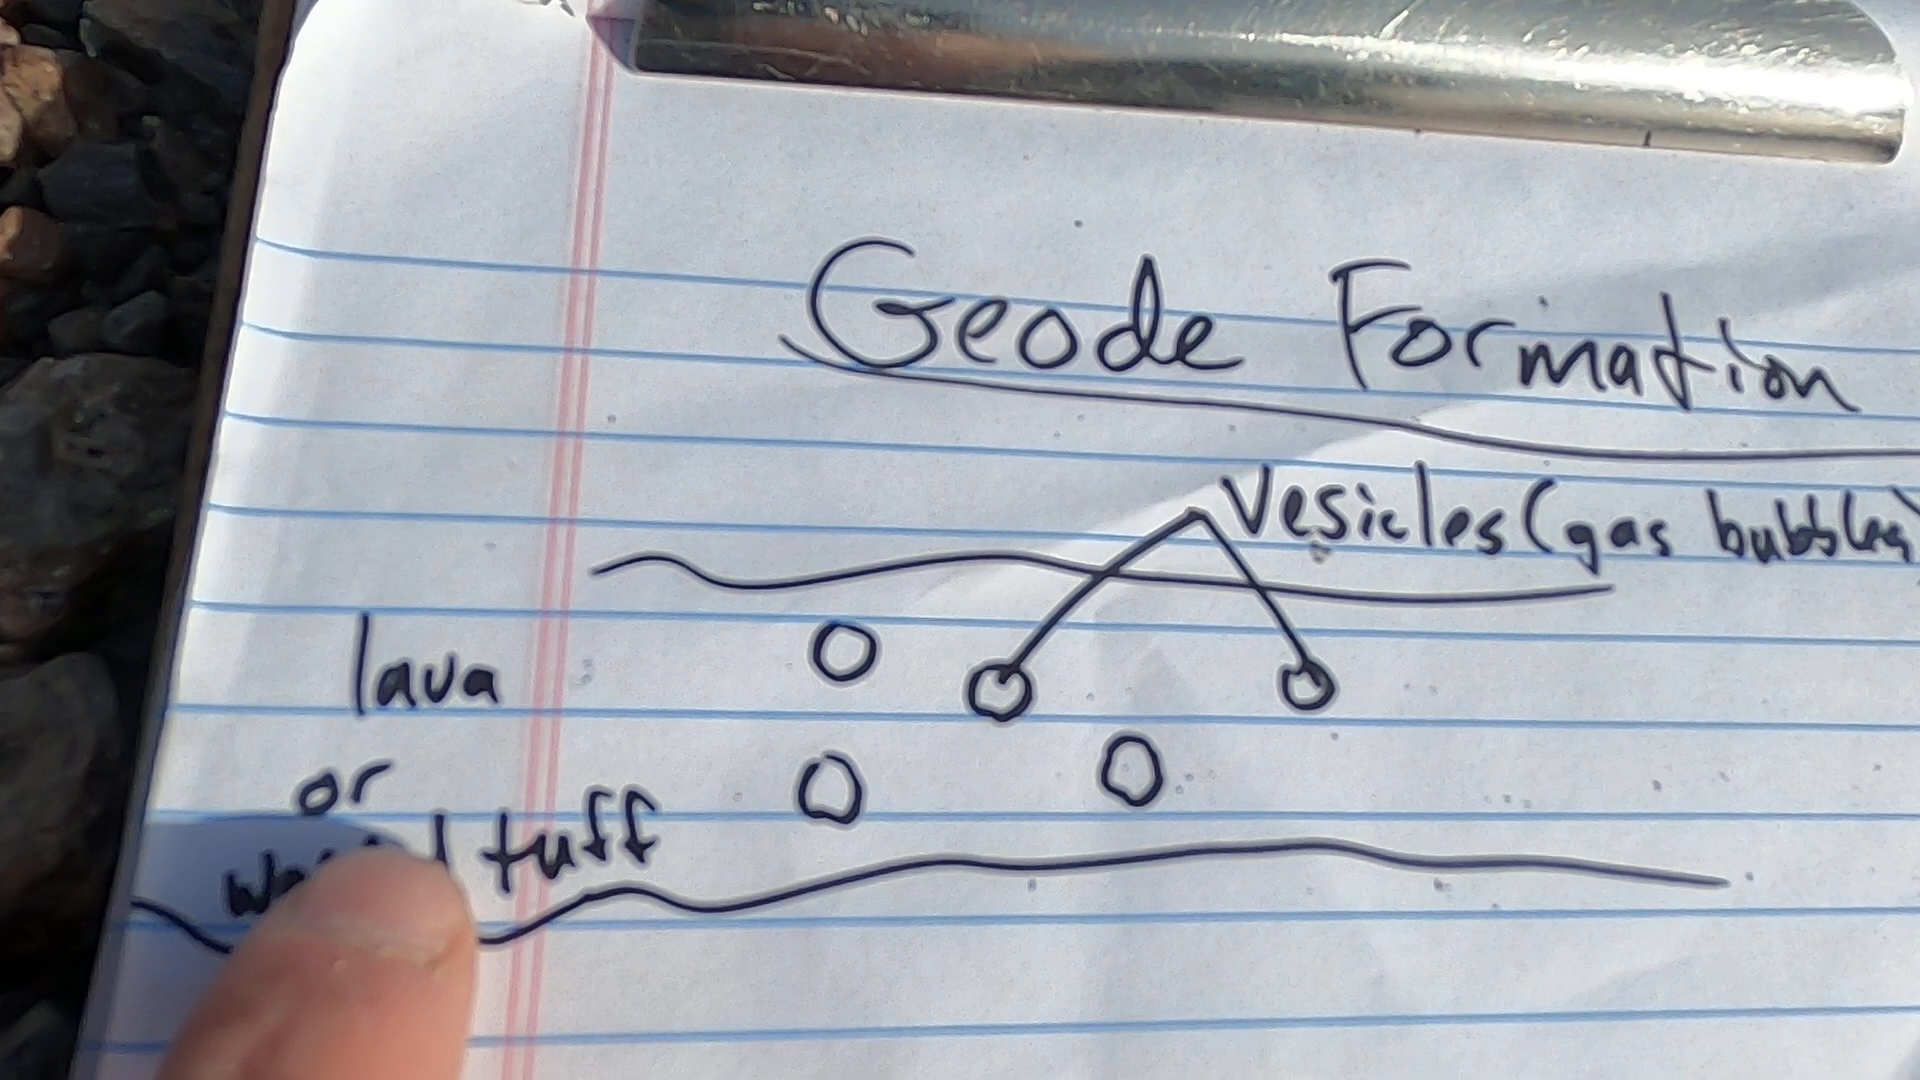 Geode Formation
Vesicles (gas bubbles)
lava
or
tuff